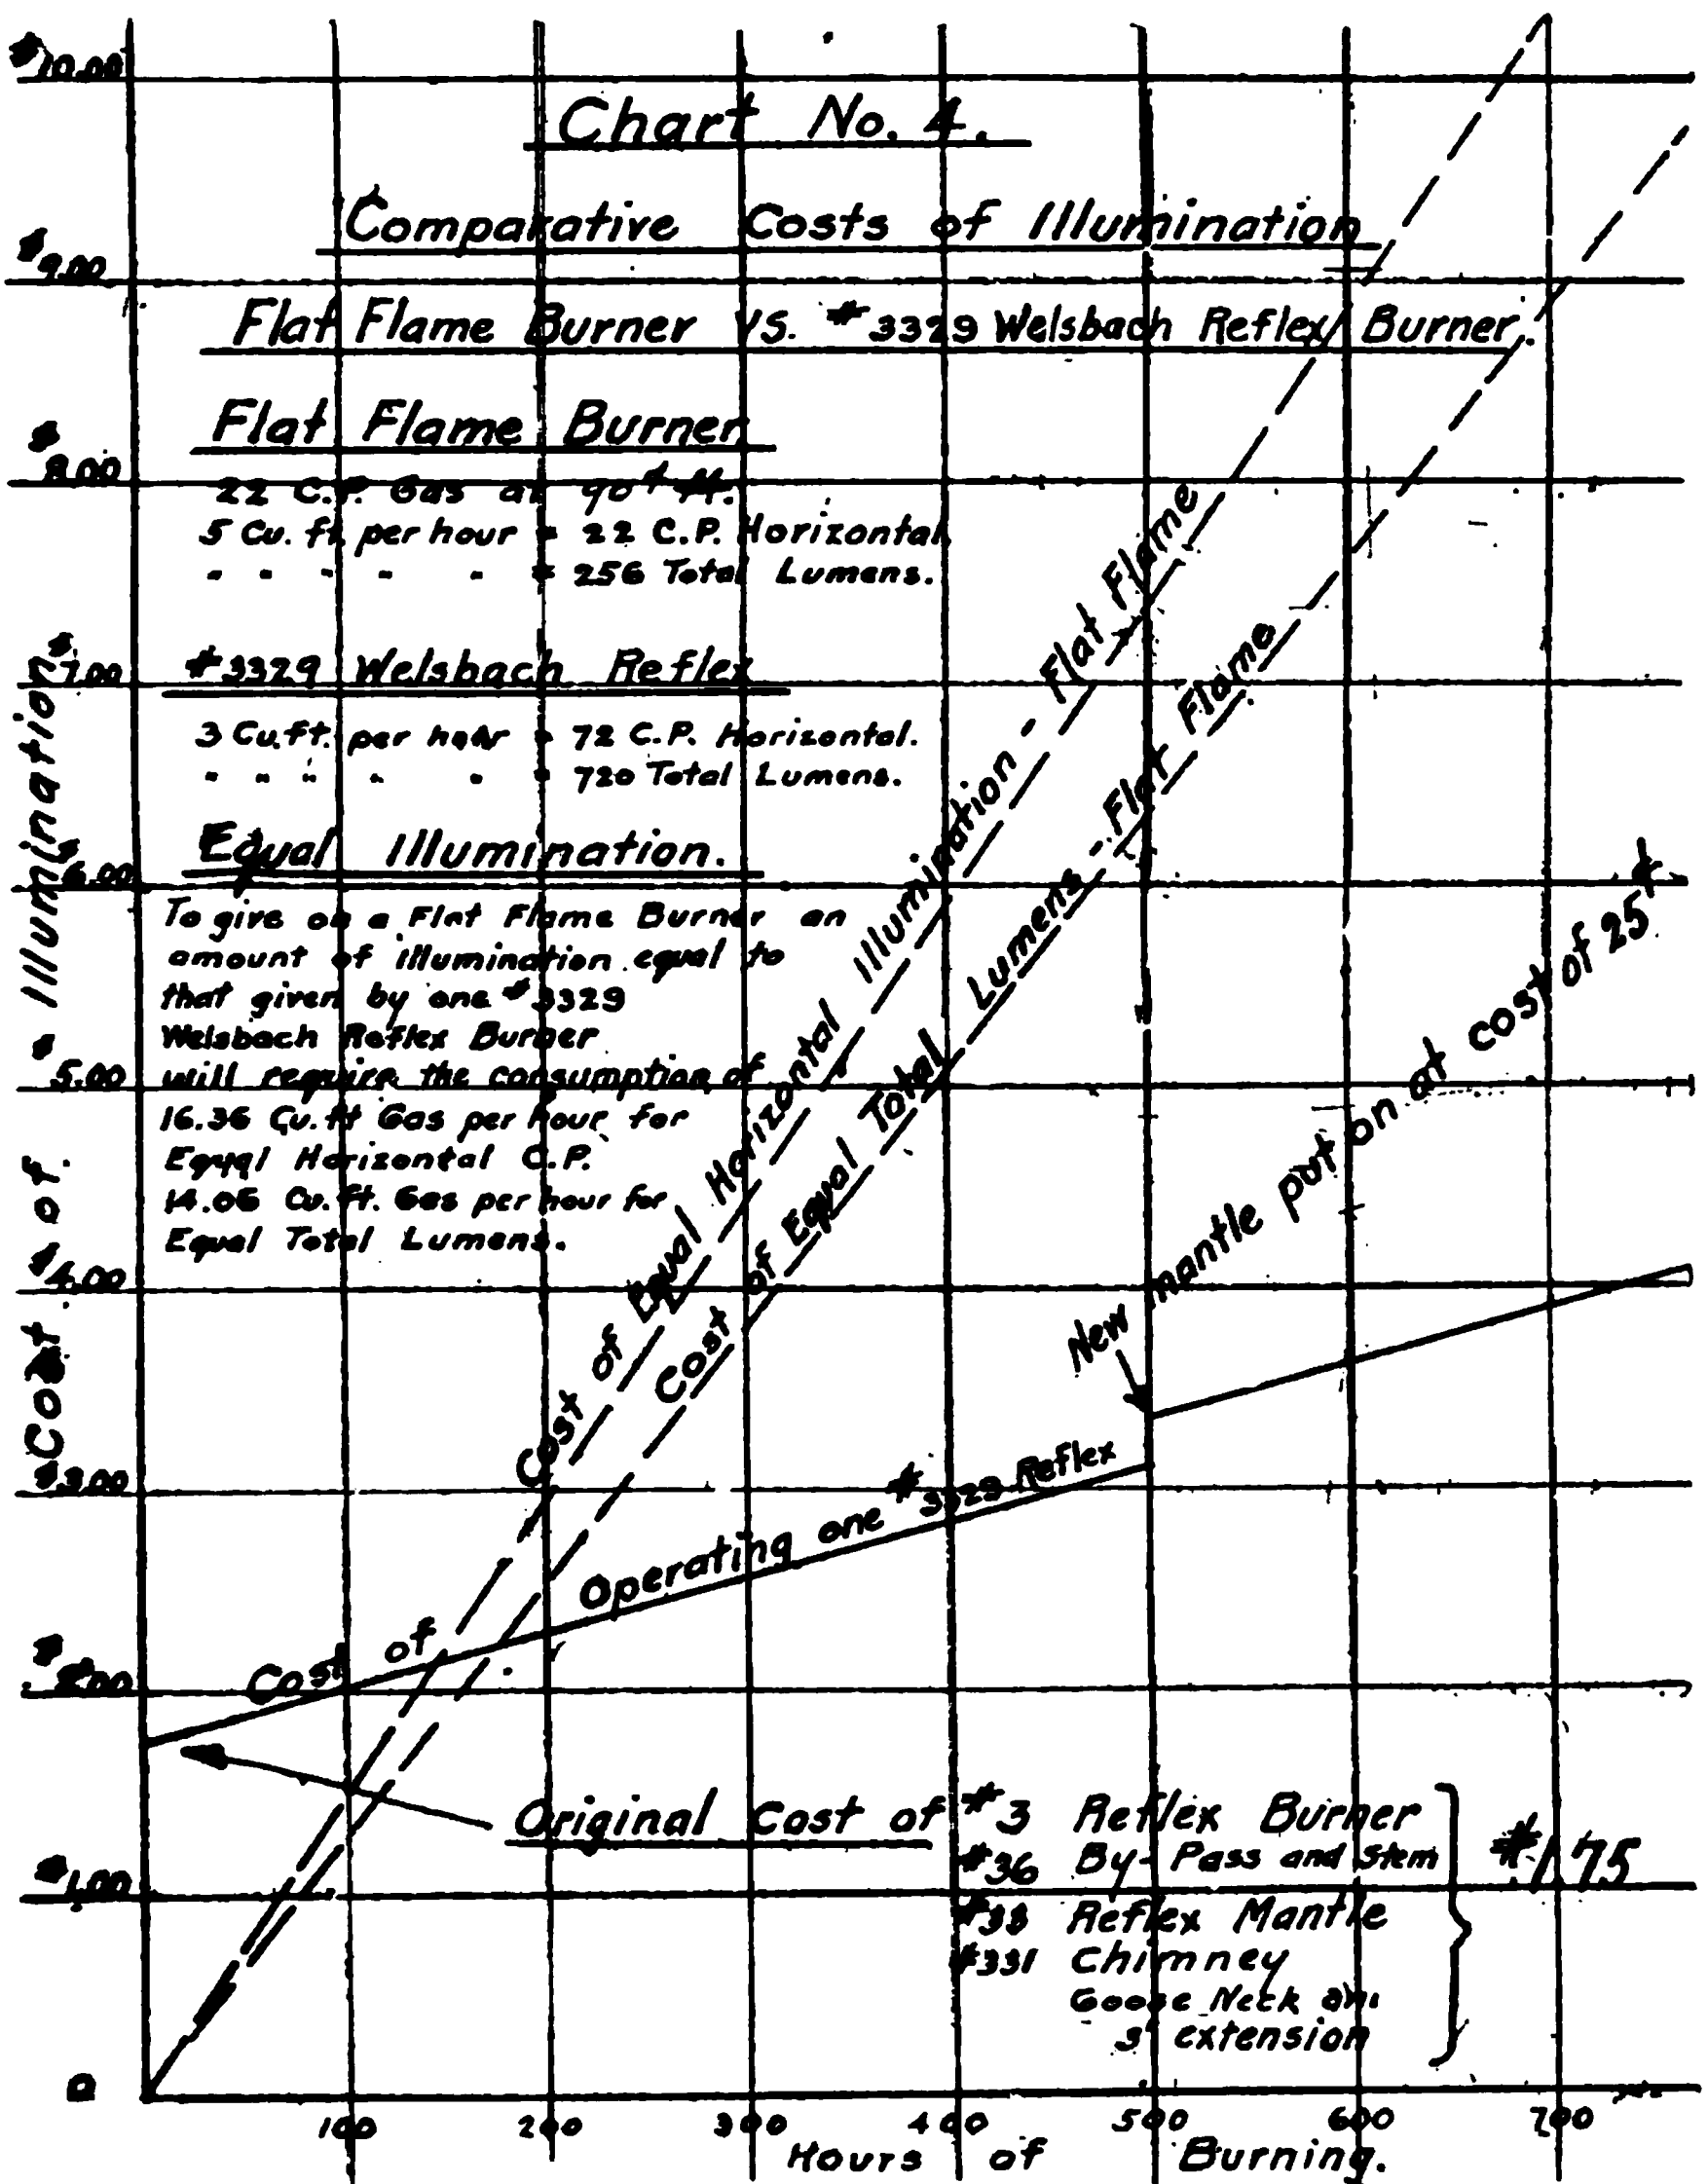 Chart No. 4.
Comparative Costs of Illumination
Flat Flame Burner VS. #3329 Welsbach Reflex Burner.
Flat Flame Burner
22 C.P. Gas at 90¢
5 Cu. ft. per hour = 22 C.P. Horizontal
" " " " " = 256 Total Lumens.
#3329 Welsbach Reflex
3 Cu. ft. per hour = 72 C.P. Horizontal.
" " " " " = 720 Total Lumens.
Equal Illumination.
To give on a Flat Flame Burner an
amount of illumination equal to
that given by one #3329
Welsbach Reflex Burner
will require the consumption of
16.36 Cu. ft Gas per hour for
Equal Horizontal C.P.
14.06 Cu. ft. Gas per hour for
Equal Total Lumens.
Cost of Equal Horizontal Illumination - Flat Flame
Cost of Equal Total Lumens - Flat Flame
New mantle put on at cost of 25¢
Cost of Operating one #3329 Reflex
Original Cost of #3 Reflex Burner
#36 By-Pass and Stem
#33 Reflex Mantle
#331 Chimney
Goose Neck
3" extension
$1.75
Cost of Illumination
$10.00
$9.00
$8.00
$7.00
$6.00
$5.00
$4.00
$3.00
$2.00
$1.00
0
100 200 300 400 500 600 700
Hours of Burning.